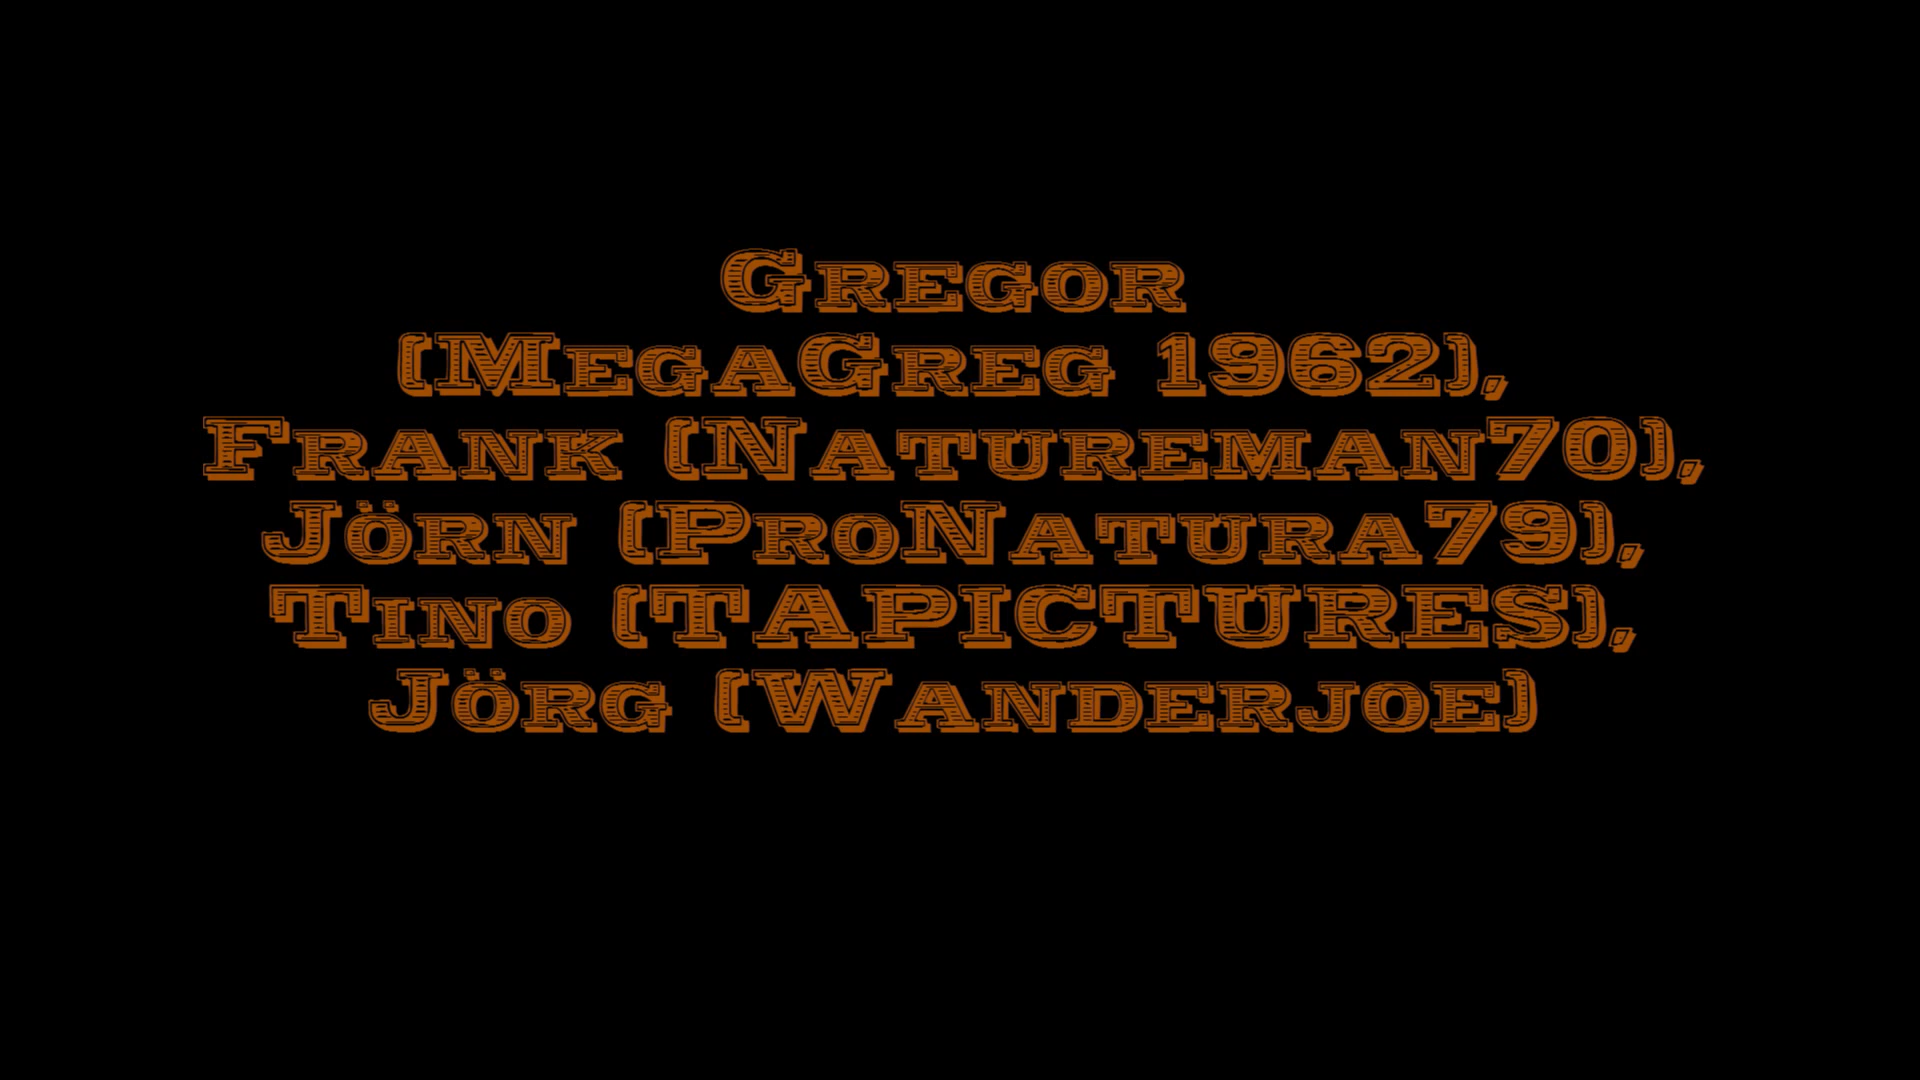 Gregor
(MegaGreg 1962),
Frank (Natureman70),
Jörn (ProNatura79),
Tino (TAPICTURES),
Jörg (Wanderjoe)